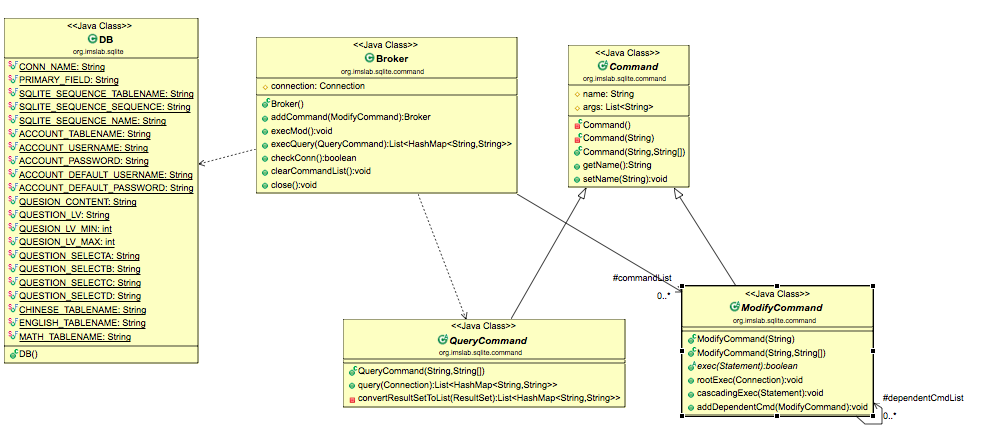 <<Java Class>>
DB
org.imslab.sqlite
CONN_NAME: String
PRIMARY_FIELD: String
SQLITE_SEQUENCE_TABLENAME: String
SQLITE_SEQUENCE_SEQUENCE: String
SQLITE_SEQUENCE_NAME: String
ACCOUNT_TABLENAME: String
ACCOUNT_USERNAME: String
ACCOUNT_PASSWORD: String
ACCOUNT_DEFAULT_USERNAME: String
ACCOUNT_DEFAULT_PASSWORD: String
QUESION_CONTENT: String
QUESTION_LV: String
QUESION_LV_MIN: int
QUESION_LV_MAX: int
QUESTION_SELECTA: String
QUESTION_SELECTB: String
QUESTION_SELECTC: String
QUESTION_SELECTD: String
CHINESE_TABLENAME: String
ENGLISH_TABLENAME: String
MATH_TABLENAME: String
DB()
<<Java Class>>
Broker
org.imslab.sqlite.command
connection: Connection
Broker()
addCommand(ModifyCommand):Broker
execMod():void
execQuery(QueryCommand):List<HashMap<String,String>>
checkConn():boolean
clearCommandList():void
close():void
<<Java Class>>
Command
org.imslab.sqlite.command
name: String
args: List<String>
Command()
Command(String)
Command(String,String[])
getName():String
setName(String):void
#commandList
0..*
<<Java Class>>
QueryCommand
org.imslab.sqlite.command
QueryCommand(String,String[])
query(Connection):List<HashMap<String,String>>
convertResultSetToList(ResultSet):List<HashMap<String,String>>
<<Java Class>>
ModifyCommand
org.imslab.sqlite.command
ModifyCommand(String)
ModifyCommand(String,String[])
exec(Statement):boolean
rootExec(Connection):void
cascadingExec(Statement):void
addDependentCmd(ModifyCommand):void
#dependentCmdList
0..*